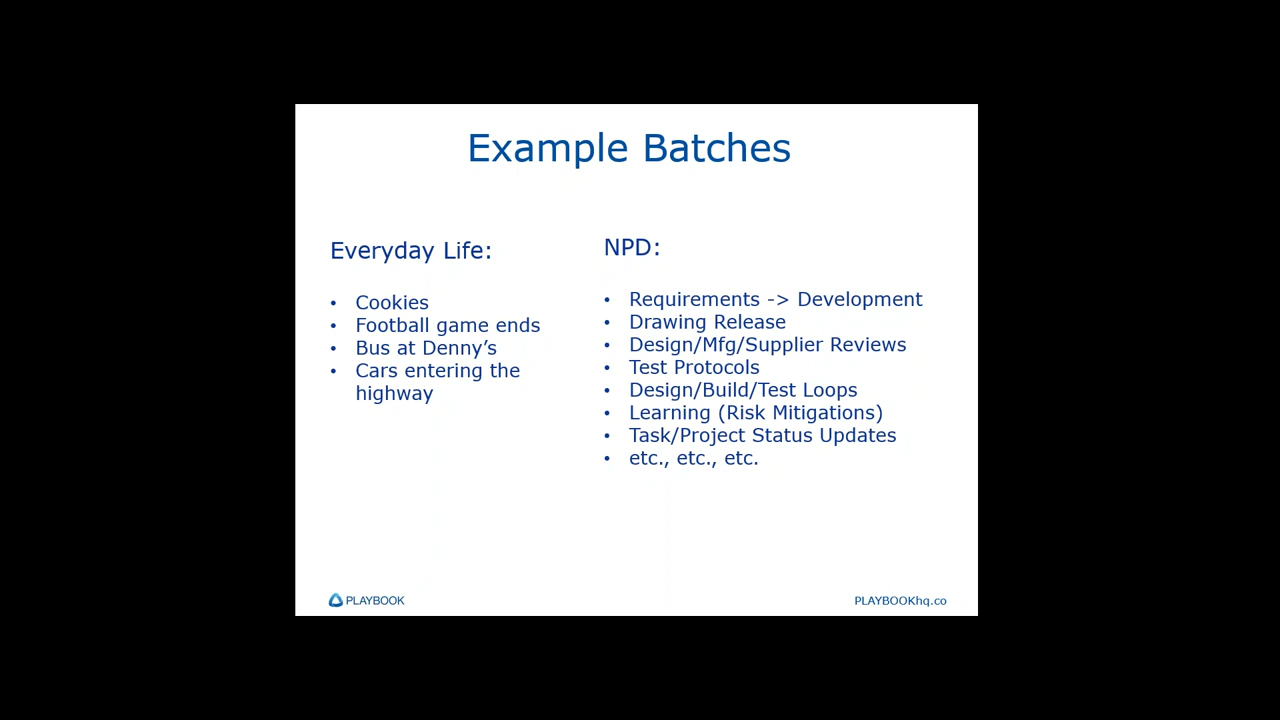 Example Batches
Everyday Life:
• Cookies
• Football game ends
• Bus at Denny’s
• Cars entering the
highway
NPD:
• Requirements -> Development
• Drawing Release
• Design/Mfg/Supplier Reviews
• Test Protocols
• Design/Build/Test Loops
• Learning (Risk Mitigations)
• Task/Project Status Updates
• etc., etc., etc.
PLAYBOOK
PLAYBOOKhq.co